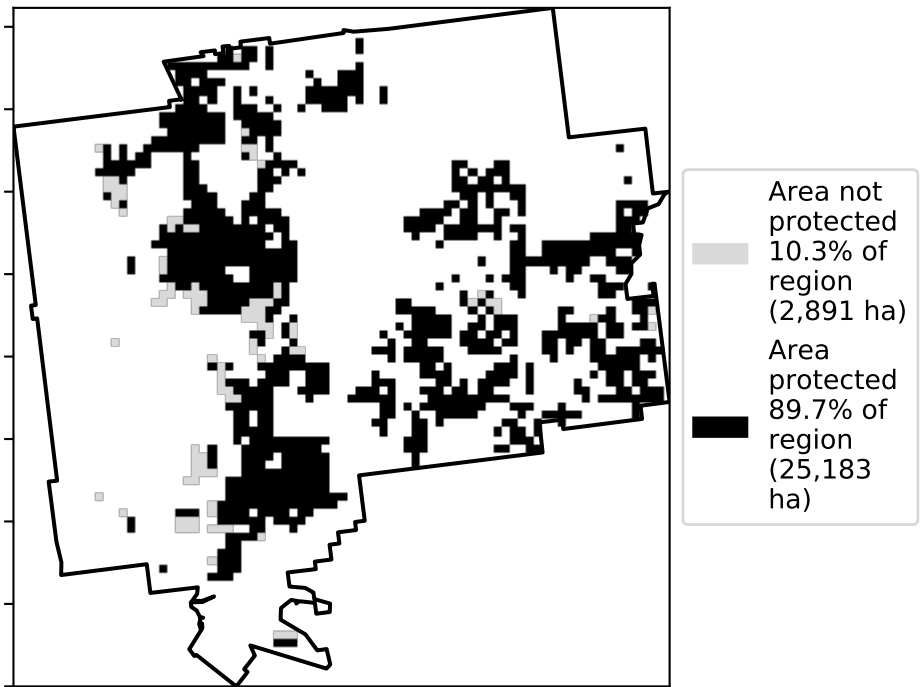 Area not
protected
10.3% of
region
(2,891 ha)
Area
protected
89.7% of
region
(25,183
ha)